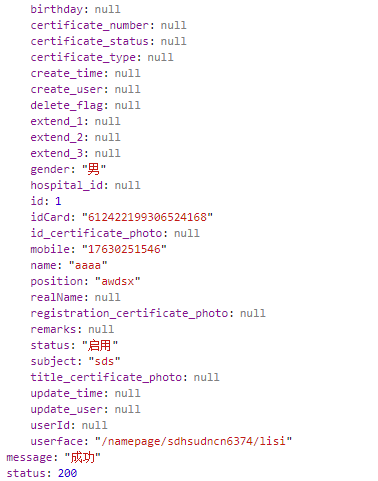 birthday: null
certificate_number: null
certificate_status: null
certificate_type: null
create_time: null
create_user: null
delete_flag: null
extend_1: null
extend_2: null
extend_3: null
gender: "男"
hospital_id: null
id: 1
idCard: "612422199306524168"
id_certificate_photo: null
mobile: "17630251546"
name: "aaaa"
position: "awdsx"
realName: null
registration_certificate_photo: null
remarks: null
status: "启用"
subject: "sds"
title_certificate_photo: null
update_time: null
update_user: null
userId: null
userface: "/namepage/sdhsudncn6374/lisi"
message: "成功"
status: 200